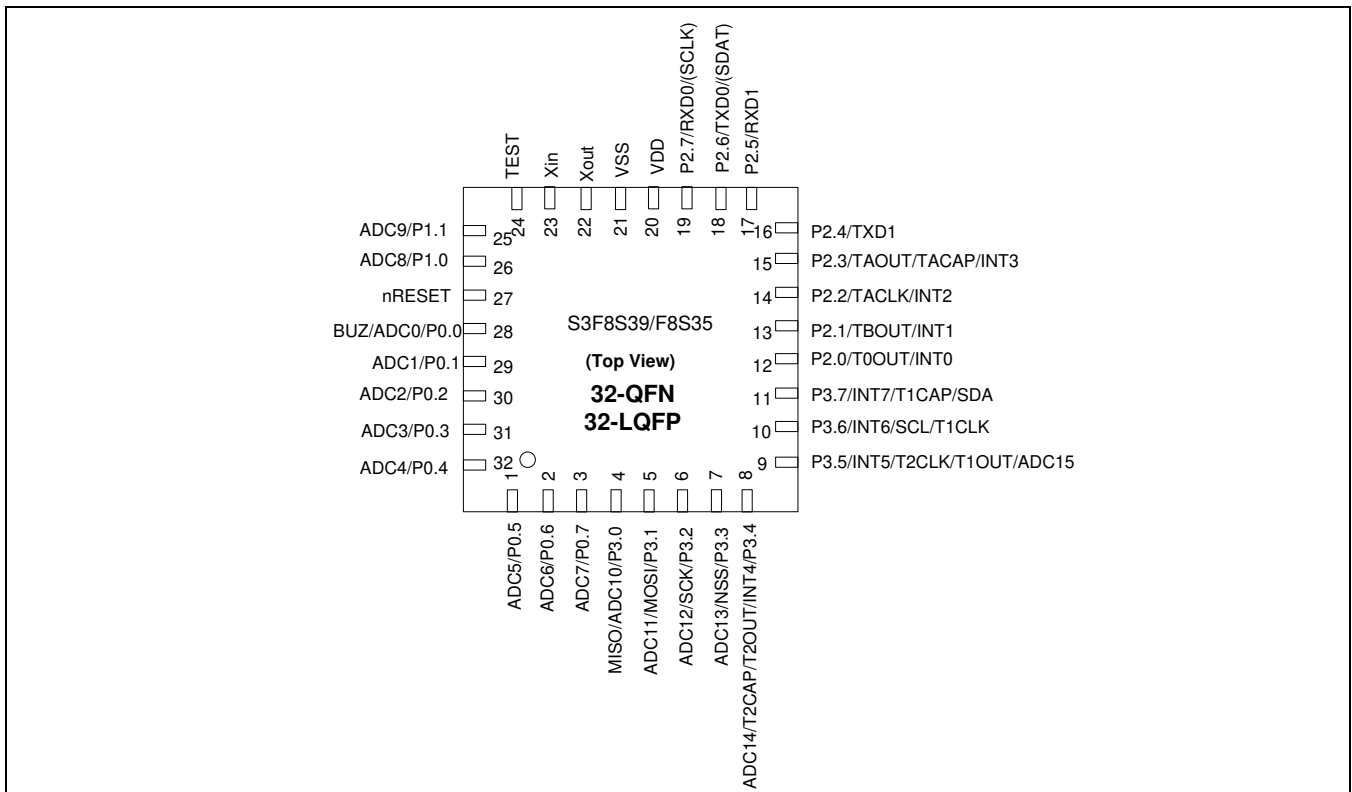 TEST
Xin
Xout
VSS
VDD
P2.7/RXD0/(SCLK)
P2.6/TXD0/(SDAT)
P2.5/RXD1
24
23
22
21
20
19
18
17
ADC9/P1.1
25
ADC8/P1.0
26
nRESET
27
BUZ/ADC0/P0.0
28
ADC1/P0.1
29
ADC2/P0.2
30
ADC3/P0.3
31
ADC4/P0.4
32
S3F8S39/F8S35
(Top View)
32-QFN
32-LQFP
16
P2.4/TXD1
15
P2.3/TAOUT/TACAP/INT3
14
P2.2/TACLK/INT2
13
P2.1/TBOUT/INT1
12
P2.0/T0OUT/INT0
11
P3.7/INT7/T1CAP/SDA
10
P3.6/INT6/SCL/T1CLK
9
P3.5/INT5/T2CLK/T1OUT/ADC15
1
2
3
4
5
6
7
8
ADC5/P0.5
ADC6/P0.6
ADC7/P0.7
MISO/ADC10/P3.0
ADC11/MOSI/P3.1
ADC12/SCK/P3.2
ADC13/NSS/P3.3
ADC14/T2CAP/T2OUT/INT4/P3.4